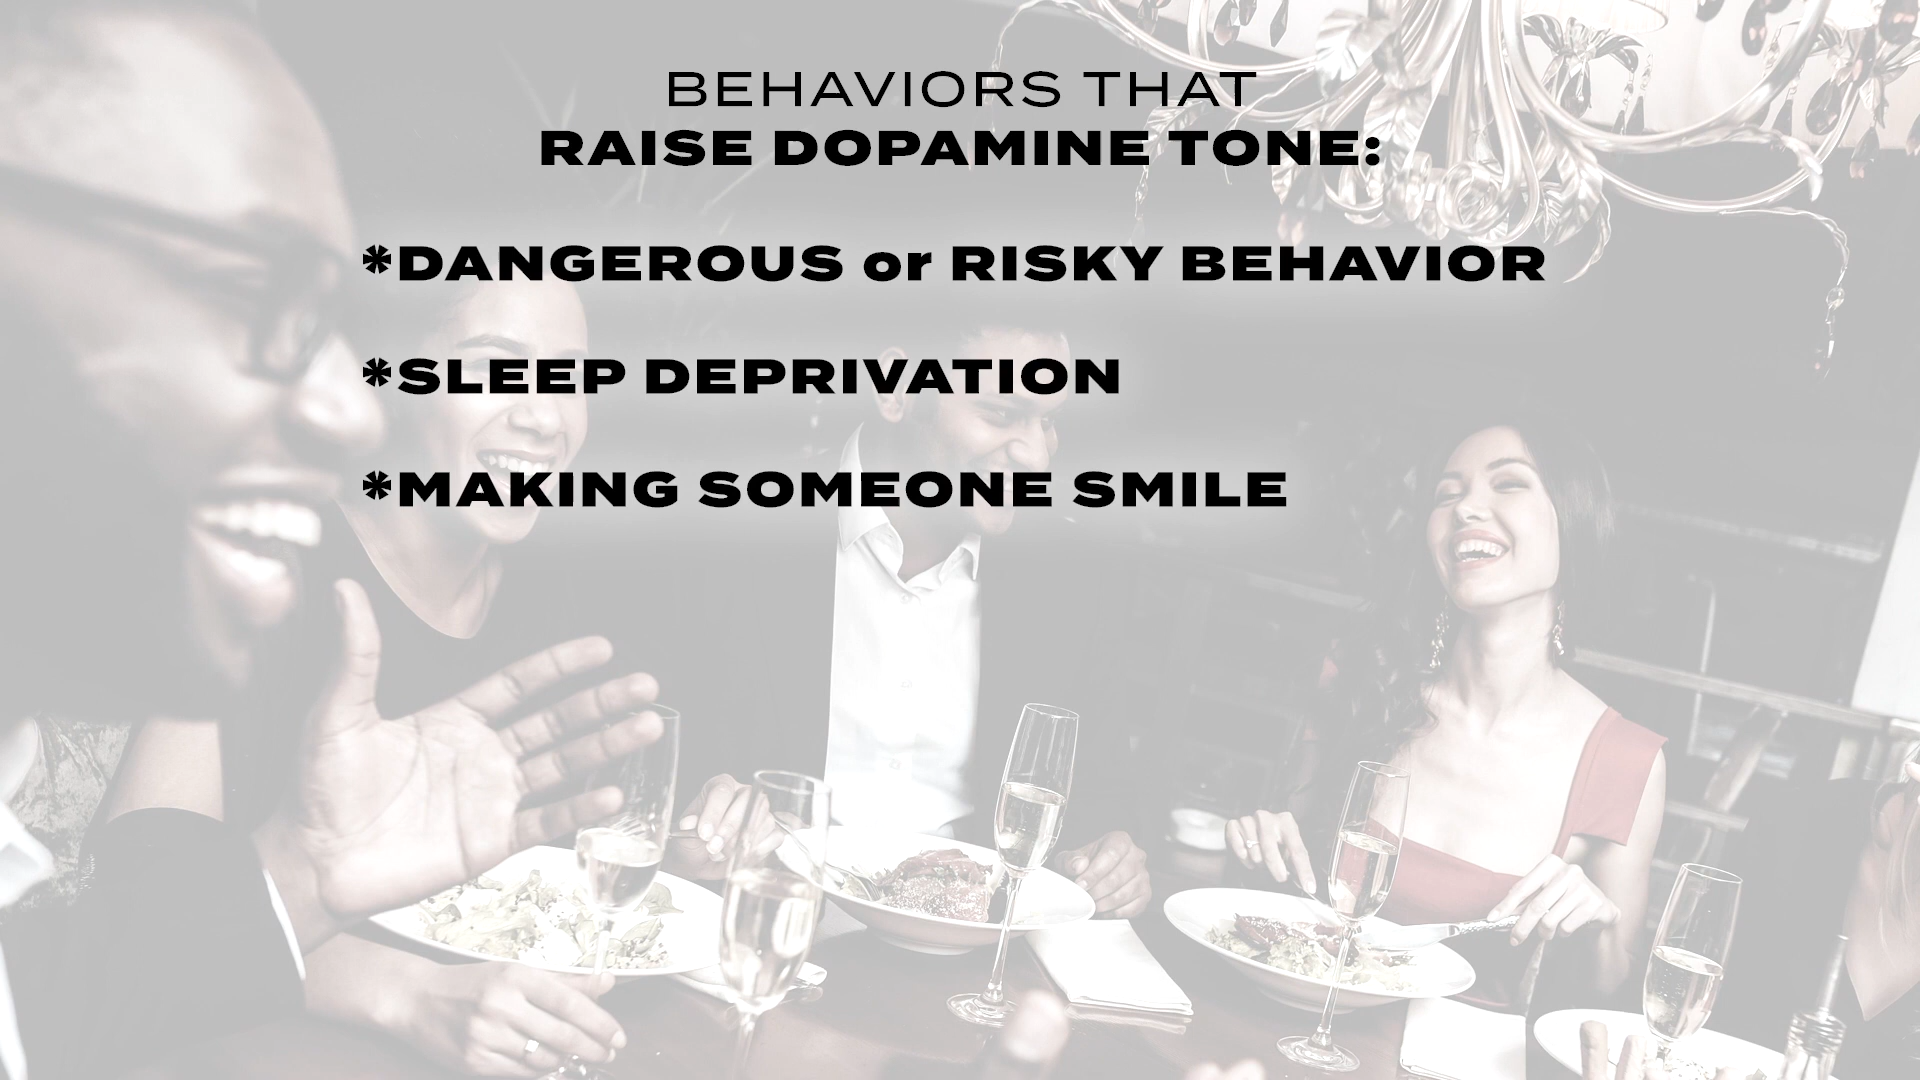 BEHAVIORS THAT
RAISE DOPAMINE TONE:
*DANGEROUS or RISKY BEHAVIOR
*SLEEP DEPRIVATION
*MAKING SOMEONE SMILE